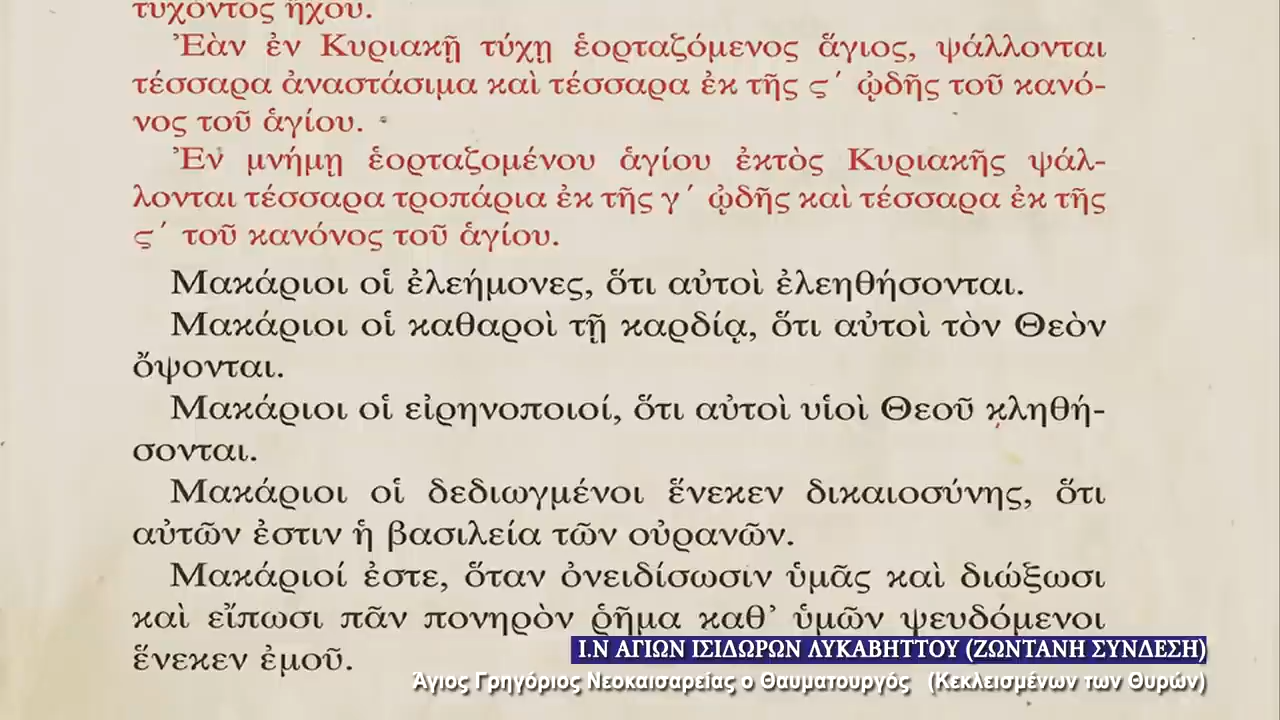 τυχόντος ἤχου.
Ἐὰν ἐν Κυριακῇ τύχῃ ἑορταζόμενος ἅγιος, ψάλλονται
τέσσαρα ἀναστάσιμα καὶ τέσσαρα ἐκ τῆς ς΄ ᾠδῆς τοῦ κανό-
νος τοῦ ἁγίου.
Ἐν μνήμῃ ἑορταζομένου ἁγίου ἐκτὸς Κυριακῆς ψάλ-
λονται τέσσαρα τροπάρια ἐκ τῆς γ΄ ᾠδῆς καὶ τέσσαρα ἐκ τῆς
ς΄ τοῦ κανόνος τοῦ ἁγίου.
Μακάριοι οἱ ἐλεήμονες, ὅτι αὐτοὶ ἐλεηθήσονται.
Μακάριοι οἱ καθαροὶ τῇ καρδίᾳ, ὅτι αὐτοὶ τὸν Θεὸν
ὄψονται.
Μακάριοι οἱ εἰρηνοποιοί, ὅτι αὐτοὶ υἱοὶ Θεοῦ κληθή-
σονται.
Μακάριοι οἱ δεδιωγμένοι ἕνεκεν δικαιοσύνης, ὅτι
αὐτῶν ἐστιν ἡ βασιλεία τῶν οὐρανῶν.
Μακάριοί ἐστε, ὅταν ὀνειδίσωσιν ὑμᾶς καὶ διώξωσι
καὶ εἴπωσι πᾶν πονηρὸν ῥῆμα καθ᾽ ὑμῶν ψευδόμενοι
ἕνεκεν ἐμοῦ.
Ι.Ν ΑΓΙΩΝ ΙΣΙΔΩΡΩΝ ΛΥΚΑΒΗΤΤΟΥ (ΖΩΝΤΑΝΗ ΣΥΝΔΕΣΗ)
Άγιος Γρηγόριος Νεοκαισαρείας ο Θαυματουργός (Κεκλεισμένων των Θυρών)